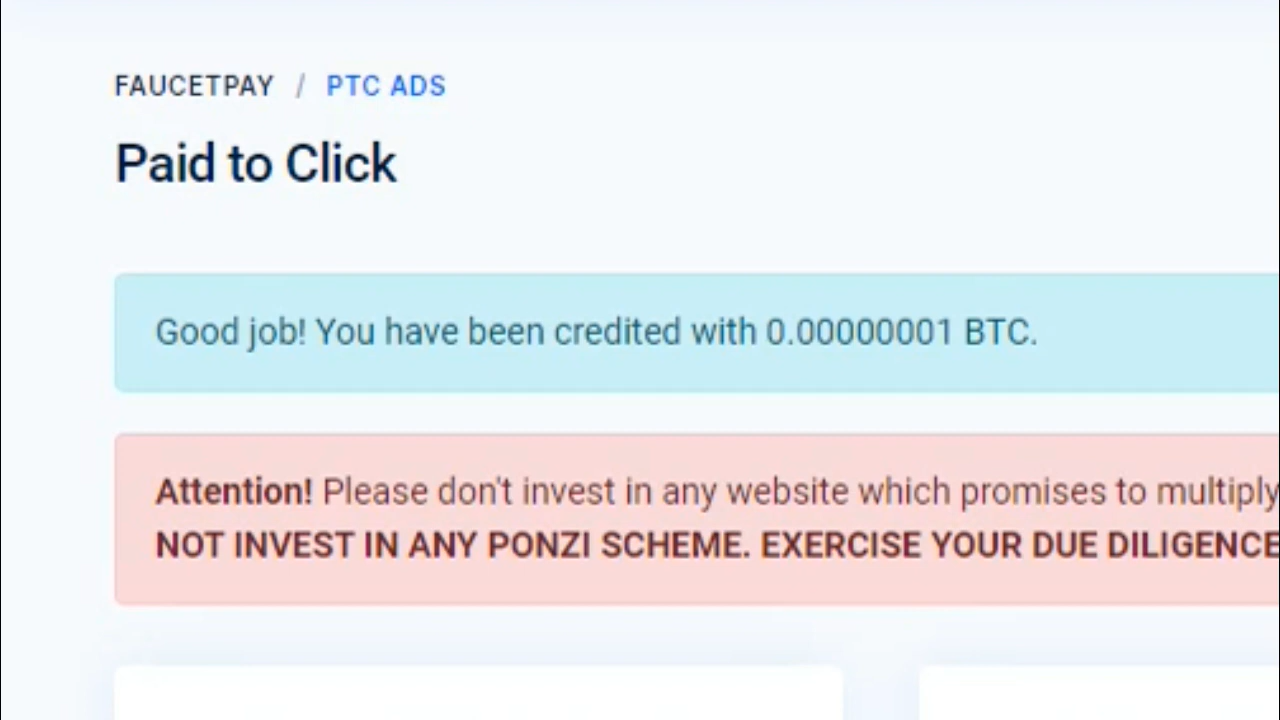 FAUCETPAY / PTC ADS
Paid to Click
Good job! You have been credited with 0.00000001 BTC.
Attention! Please don't invest in any website which promises to multiply
NOT INVEST IN ANY PONZI SCHEME. EXERCISE YOUR DUE DILIGENCE